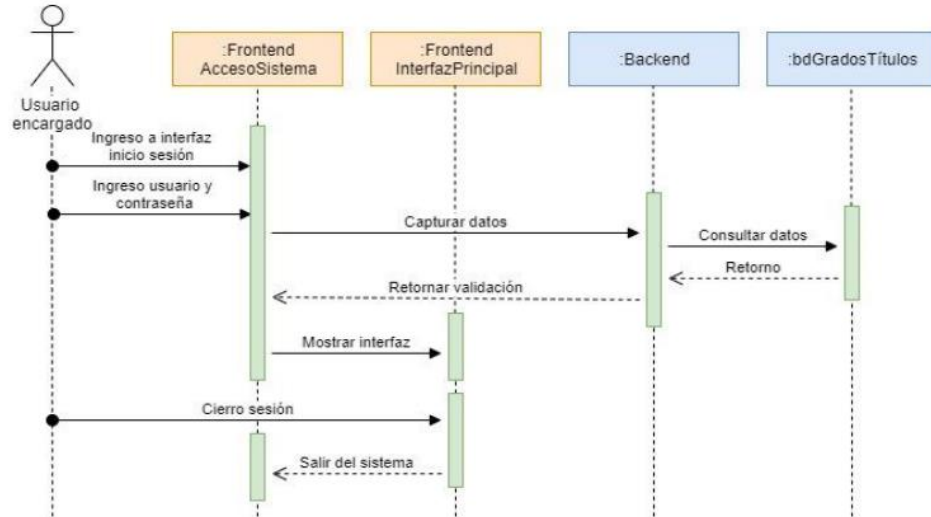 :Frontend
AccesoSistema
:Frontend
InterfazPrincipal
:Backend
:bdGradosTítulos
Usuario
encargado
Ingreso a interfaz
inicio sesión
Ingreso usuario y
contraseña
Capturar datos
Consultar datos
Retorno
Retornar validación
Mostrar interfaz
Cierro sesión
Salir del sistema